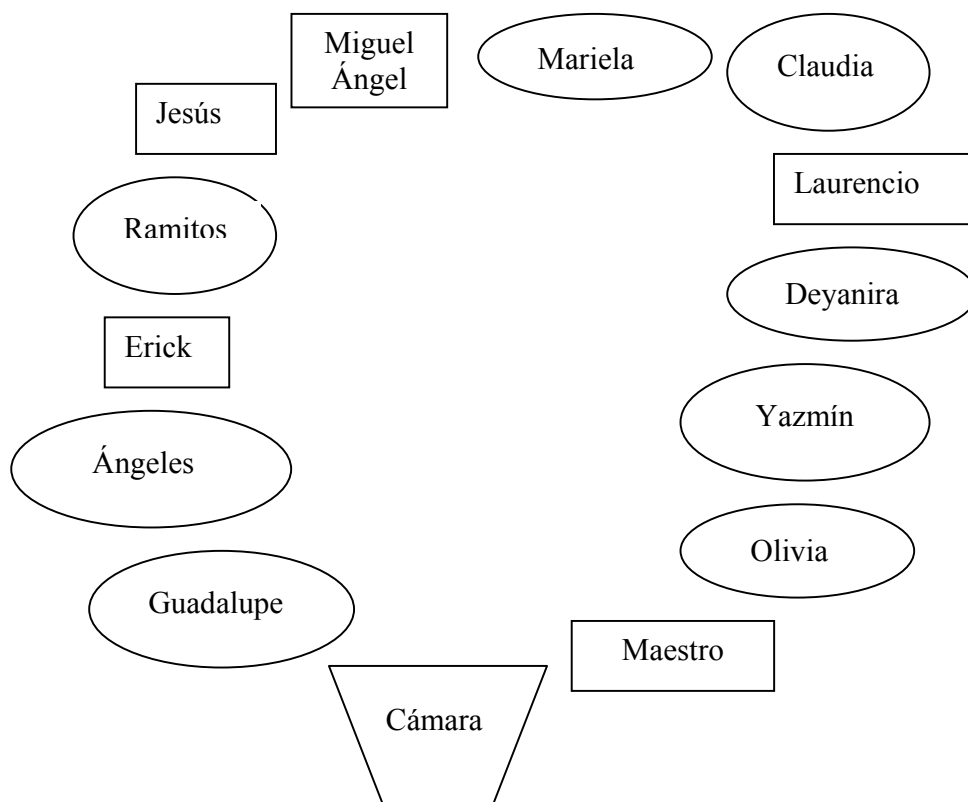 Miguel
Ángel
Mariela
Claudia
Jesús
Laurencio
Ramitos
Deyanira
Erick
Yazmín
Ángeles
Olivia
Guadalupe
Maestro
Cámara